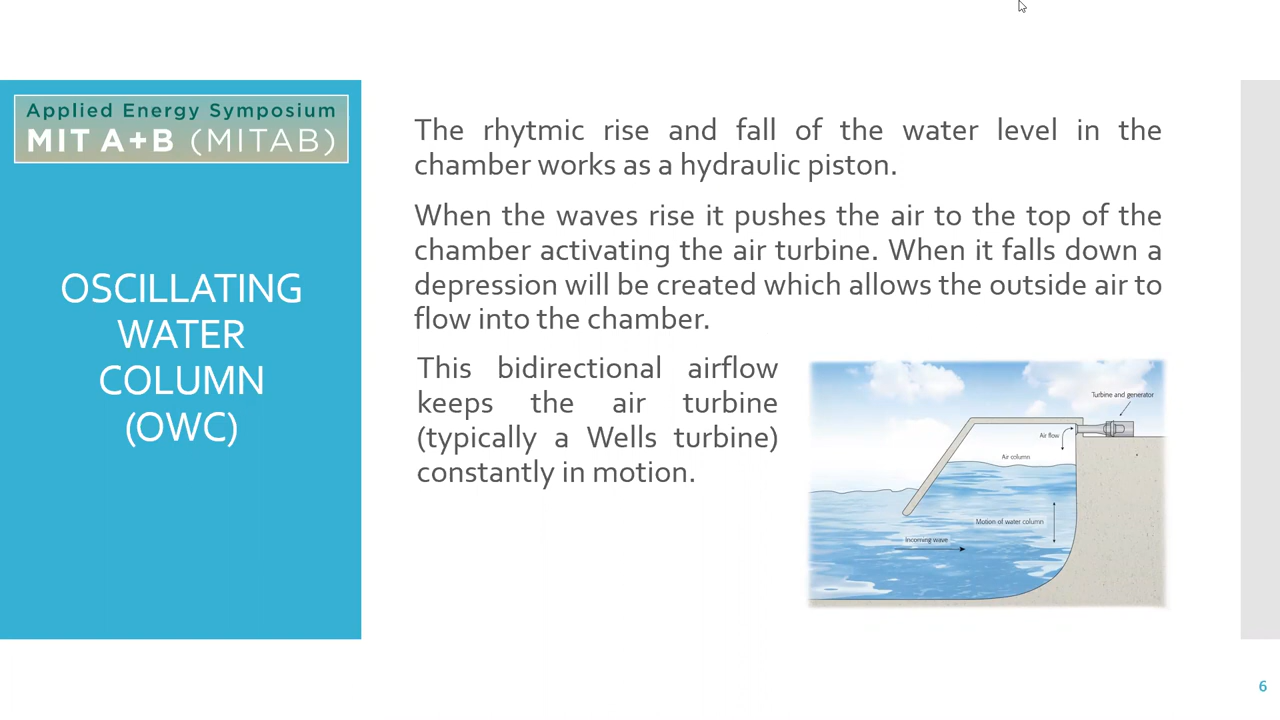 Applied Energy Symposium
MIT A+B (MITAB)
OSCILLATING
WATER
COLUMN
(OWC)
The rhytmic rise and fall of the water level in the
chamber works as a hydraulic piston.
When the waves rise it pushes the air to the top of the
chamber activating the air turbine. When it falls down a
depression will be created which allows the outside air to
flow into the chamber.
This bidirectional airflow
keeps the air turbine
(typically a Wells turbine)
constantly in motion.
Turbine and generator
Air flow
Air column
Motion of water column
Incoming wave
6